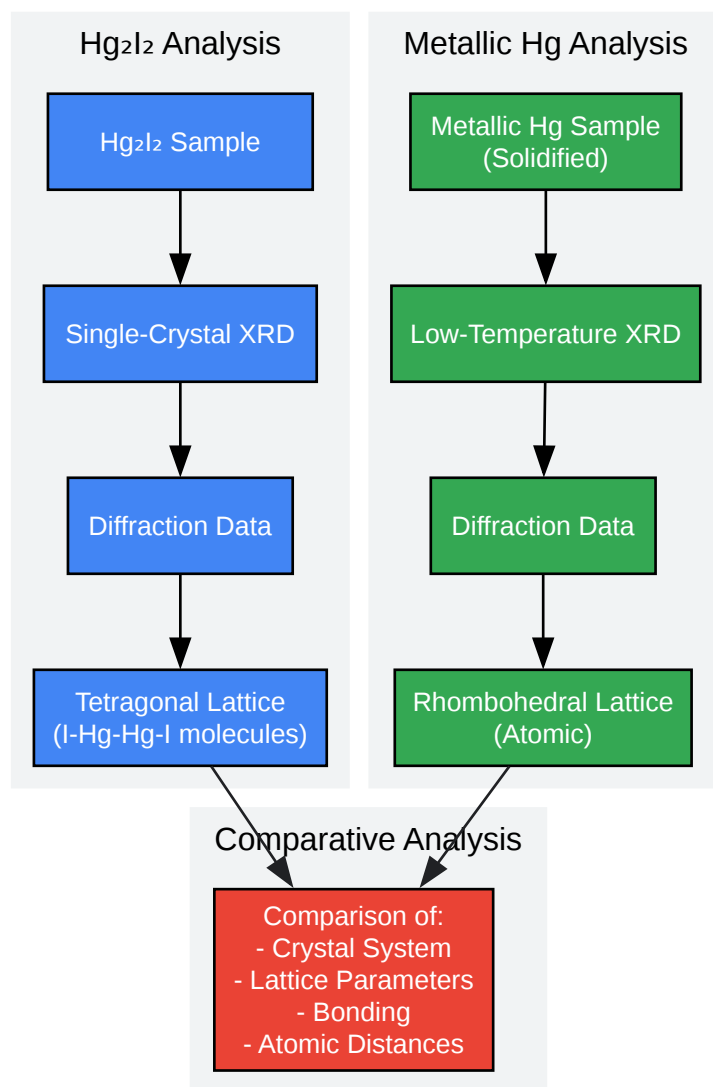 Hg₂I₂ Analysis
Hg₂I₂ Sample
Single-Crystal XRD
Diffraction Data
Tetragonal Lattice
(I-Hg-Hg-I molecules)
Metallic Hg Analysis
Metallic Hg Sample
(Solidified)
Low-Temperature XRD
Diffraction Data
Rhombohedral Lattice
(Atomic)
Comparative Analysis
Comparison of:
- Crystal System
- Lattice Parameters
- Bonding
- Atomic Distances